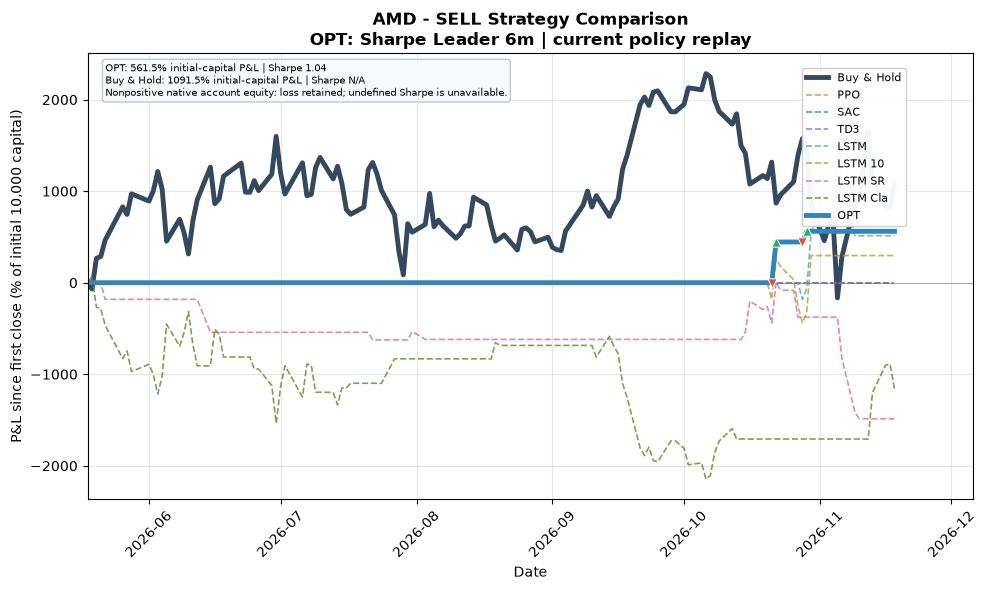 AMD - SELL Strategy Comparison
OPT: Sharpe Leader 6m | current policy replay
OPT: 561.5% initial-capital P&L | Sharpe 1.04
Buy & Hold: 1091.5% initial-capital P&L | Sharpe N/A
Nonpositive native account equity: loss retained; undefined Sharpe is unavailable.
Buy & Hold
PPO
SAC
TD3
LSTM
LSTM 10
LSTM SR
LSTM Cla
OPT
P&L since first close (% of initial 10,000 capital)
2000
1000
0
−1000
−2000
2026-06
2026-07
2026-08
2026-09
2026-10
2026-11
2026-12
Date